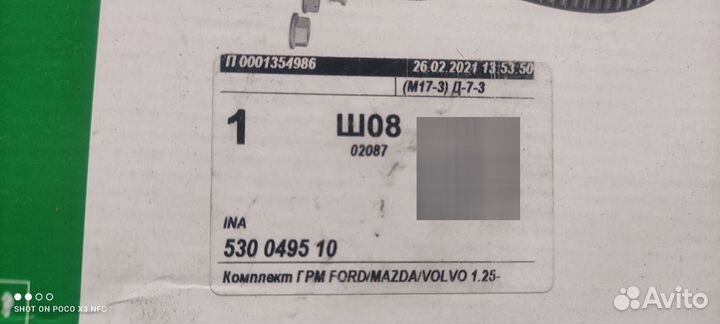 П 0001354986 26.02.2021 13:53:50
(М17-3) Д-7-3
1 Ш08
02087
INA
530 0495 10
Комплект ГРМ FORD/MAZDA/VOLVO 1.25-
SHOT ON POCO X3 NFC
Avito